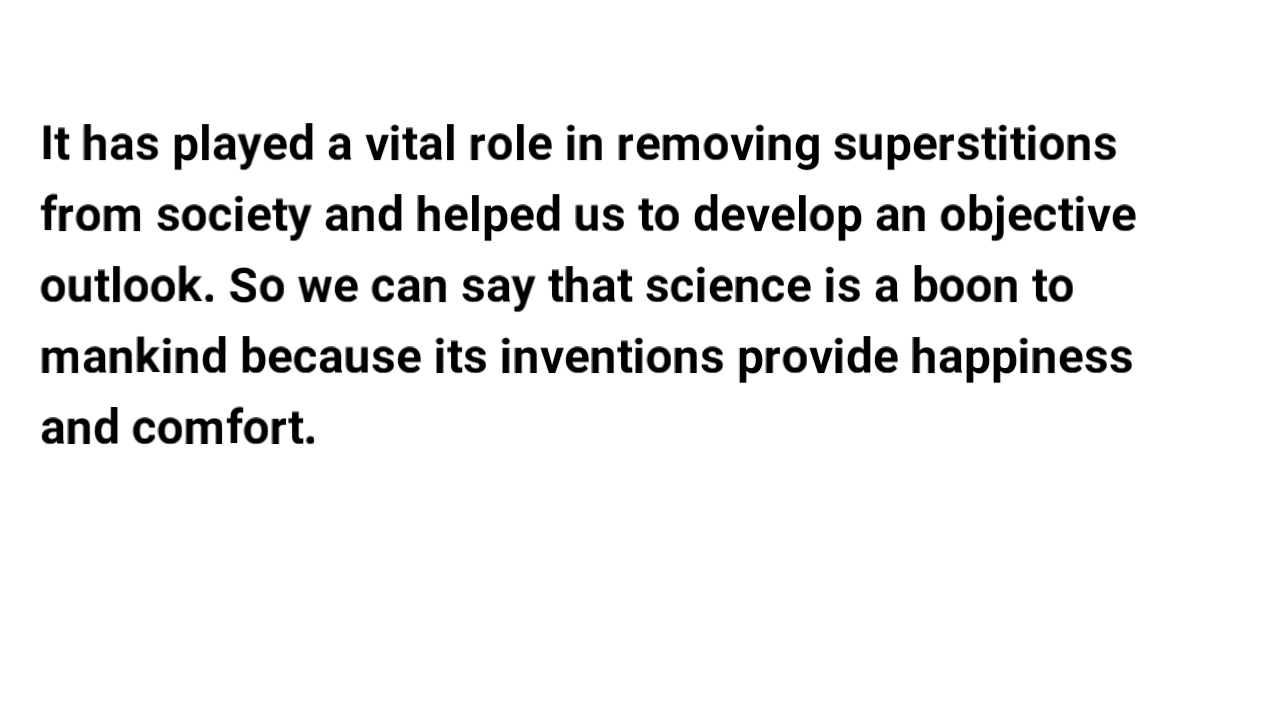 It has played a vital role in removing superstitions
from society and helped us to develop an objective
outlook. So we can say that science is a boon to
mankind because its inventions provide happiness
and comfort.